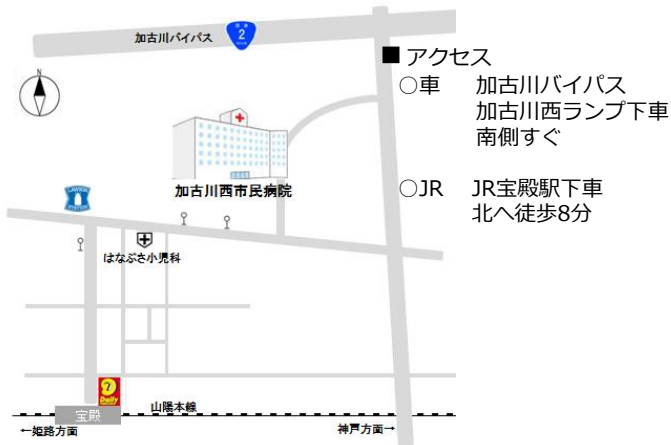 加古川バイパス
2
■ アクセス
○車 加古川バイパス
加古川西ランプ下車
南側すぐ
N
加古川西市民病院
○JR JR宝殿駅下車
北へ徒歩8分
LAWSON
STATION
はなぶさ小児科
Daily
山陽本線
宝殿
←姫路方面
神戸方面→